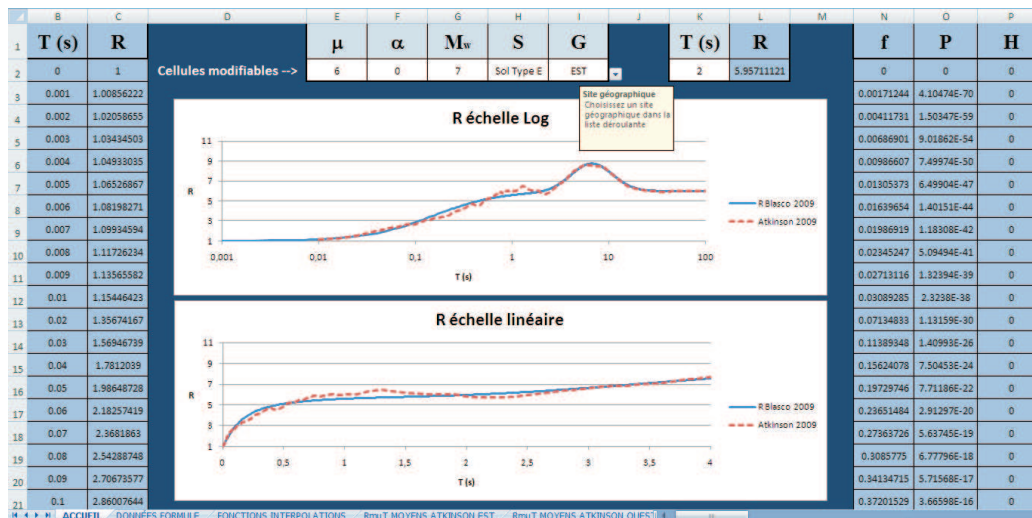 B C D E F G H I J K L M N O P
1 T (s) R μ α Mw S G T (s) R f P H
2 0 1 Cellules modifiables --> 6 0 7 Sol Type E EST 2 5.95711121 0 0 0
Site géographique
Choisissez un site
géographique dans la
liste déroulante
3 0.001 1.00856222 0.00171244 4.10474E-70 0
4 0.002 1.02058655 0.00411731 1.50347E-59 0
5 0.003 1.03434503 0.00686901 9.01862E-54 0
6 0.004 1.04933035 0.00986607 7.49974E-50 0
7 0.005 1.06526867 0.01305373 6.49904E-47 0
8 0.006 1.08198271 0.01639654 1.40151E-44 0
9 0.007 1.09934594 0.01986919 1.18308E-42 0
10 0.008 1.11726234 0.02345247 5.09494E-41 0
11 0.009 1.13565582 0.02713116 1.32394E-39 0
12 0.01 1.15446423 0.03089285 2.3238E-38 0
13 0.02 1.35674167 0.07134833 1.13159E-30 0
14 0.03 1.56946739 0.11389348 1.40993E-26 0
15 0.04 1.7812039 0.15624078 7.50453E-24 0
16 0.05 1.98648728 0.19729746 7.71186E-22 0
17 0.06 2.18257419 0.23651484 2.91297E-20 0
18 0.07 2.3681863 0.27363726 5.63745E-19 0
19 0.08 2.54288748 0.3085775 6.77796E-18 0
20 0.09 2.70673577 0.34134715 5.71568E-17 0
21 0.1 2.86007644 0.37201529 3.66598E-16 0
R échelle Log
11
9
7
R
5
3
1
0,001 0,01 0,1 1 10 100
T (s)
R Blasco 2009
Atkinson 2009
R échelle linéaire
11
9
7
R
5
3
1
0 0,5 1 1,5 2 2,5 3 3,5 4
T (s)
R Blasco 2009
Atkinson 2009
ACCUEIL DONNÉES FORMULE FONCTIONS INTERPOLATIONS RmuT MOYENS ATKINSON EST RmuT MOYENS ATKINSON OUEST